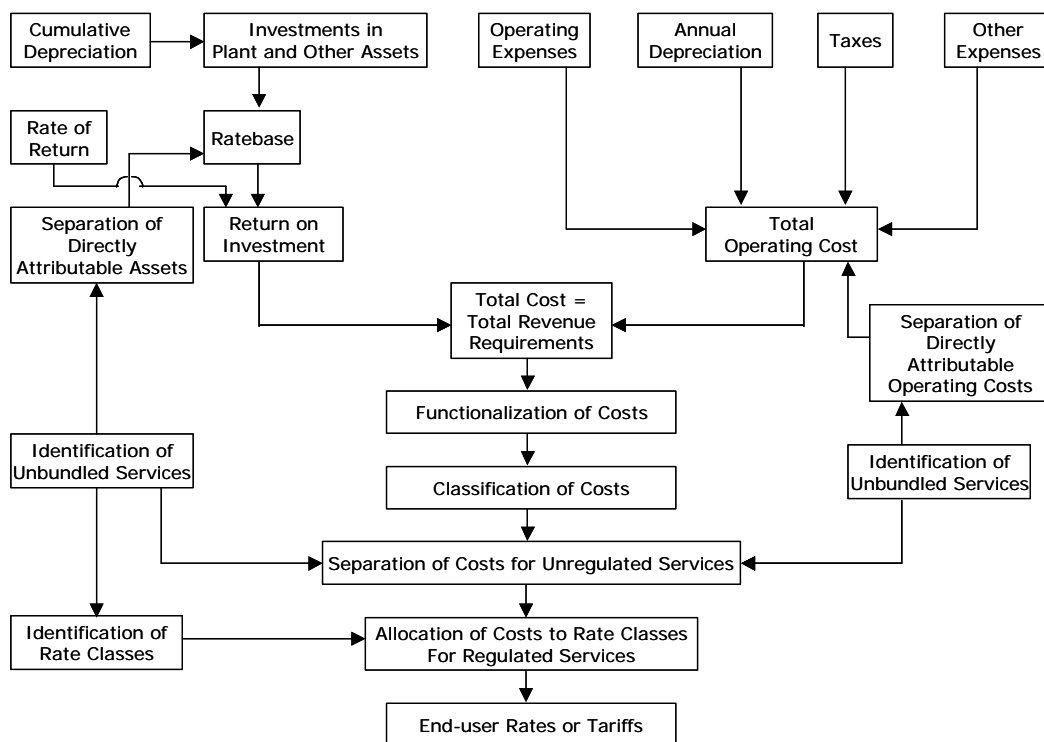 Cumulative
Depreciation
Investments in
Plant and Other Assets
Operating
Expenses
Annual
Depreciation
Taxes
Other
Expenses
Rate of
Return
Ratebase
Separation of
Directly
Attributable Assets
Return on
Investment
Total
Operating Cost
Total Cost =
Total Revenue
Requirements
Separation of
Directly
Attributable
Operating Costs
Functionalization of Costs
Identification of
Unbundled Services
Classification of Costs
Identification of
Unbundled Services
Separation of Costs for Unregulated Services
Identification of
Rate Classes
Allocation of Costs to Rate Classes
For Regulated Services
End-user Rates or Tariffs